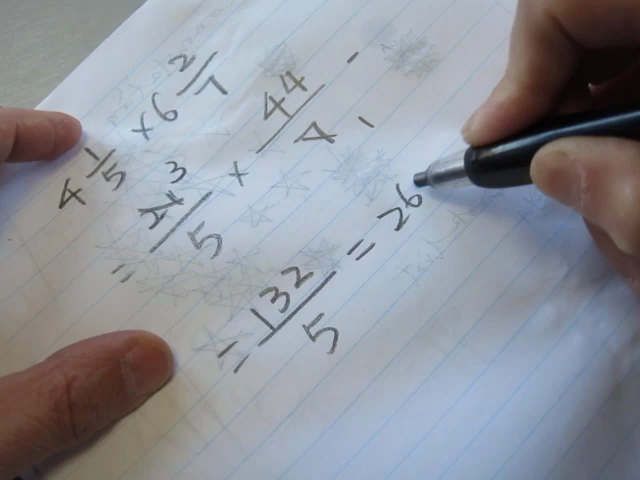 4 1/5 × 6 2/7
= 21 3/5 × 44/7 1
= 132/5 = 26